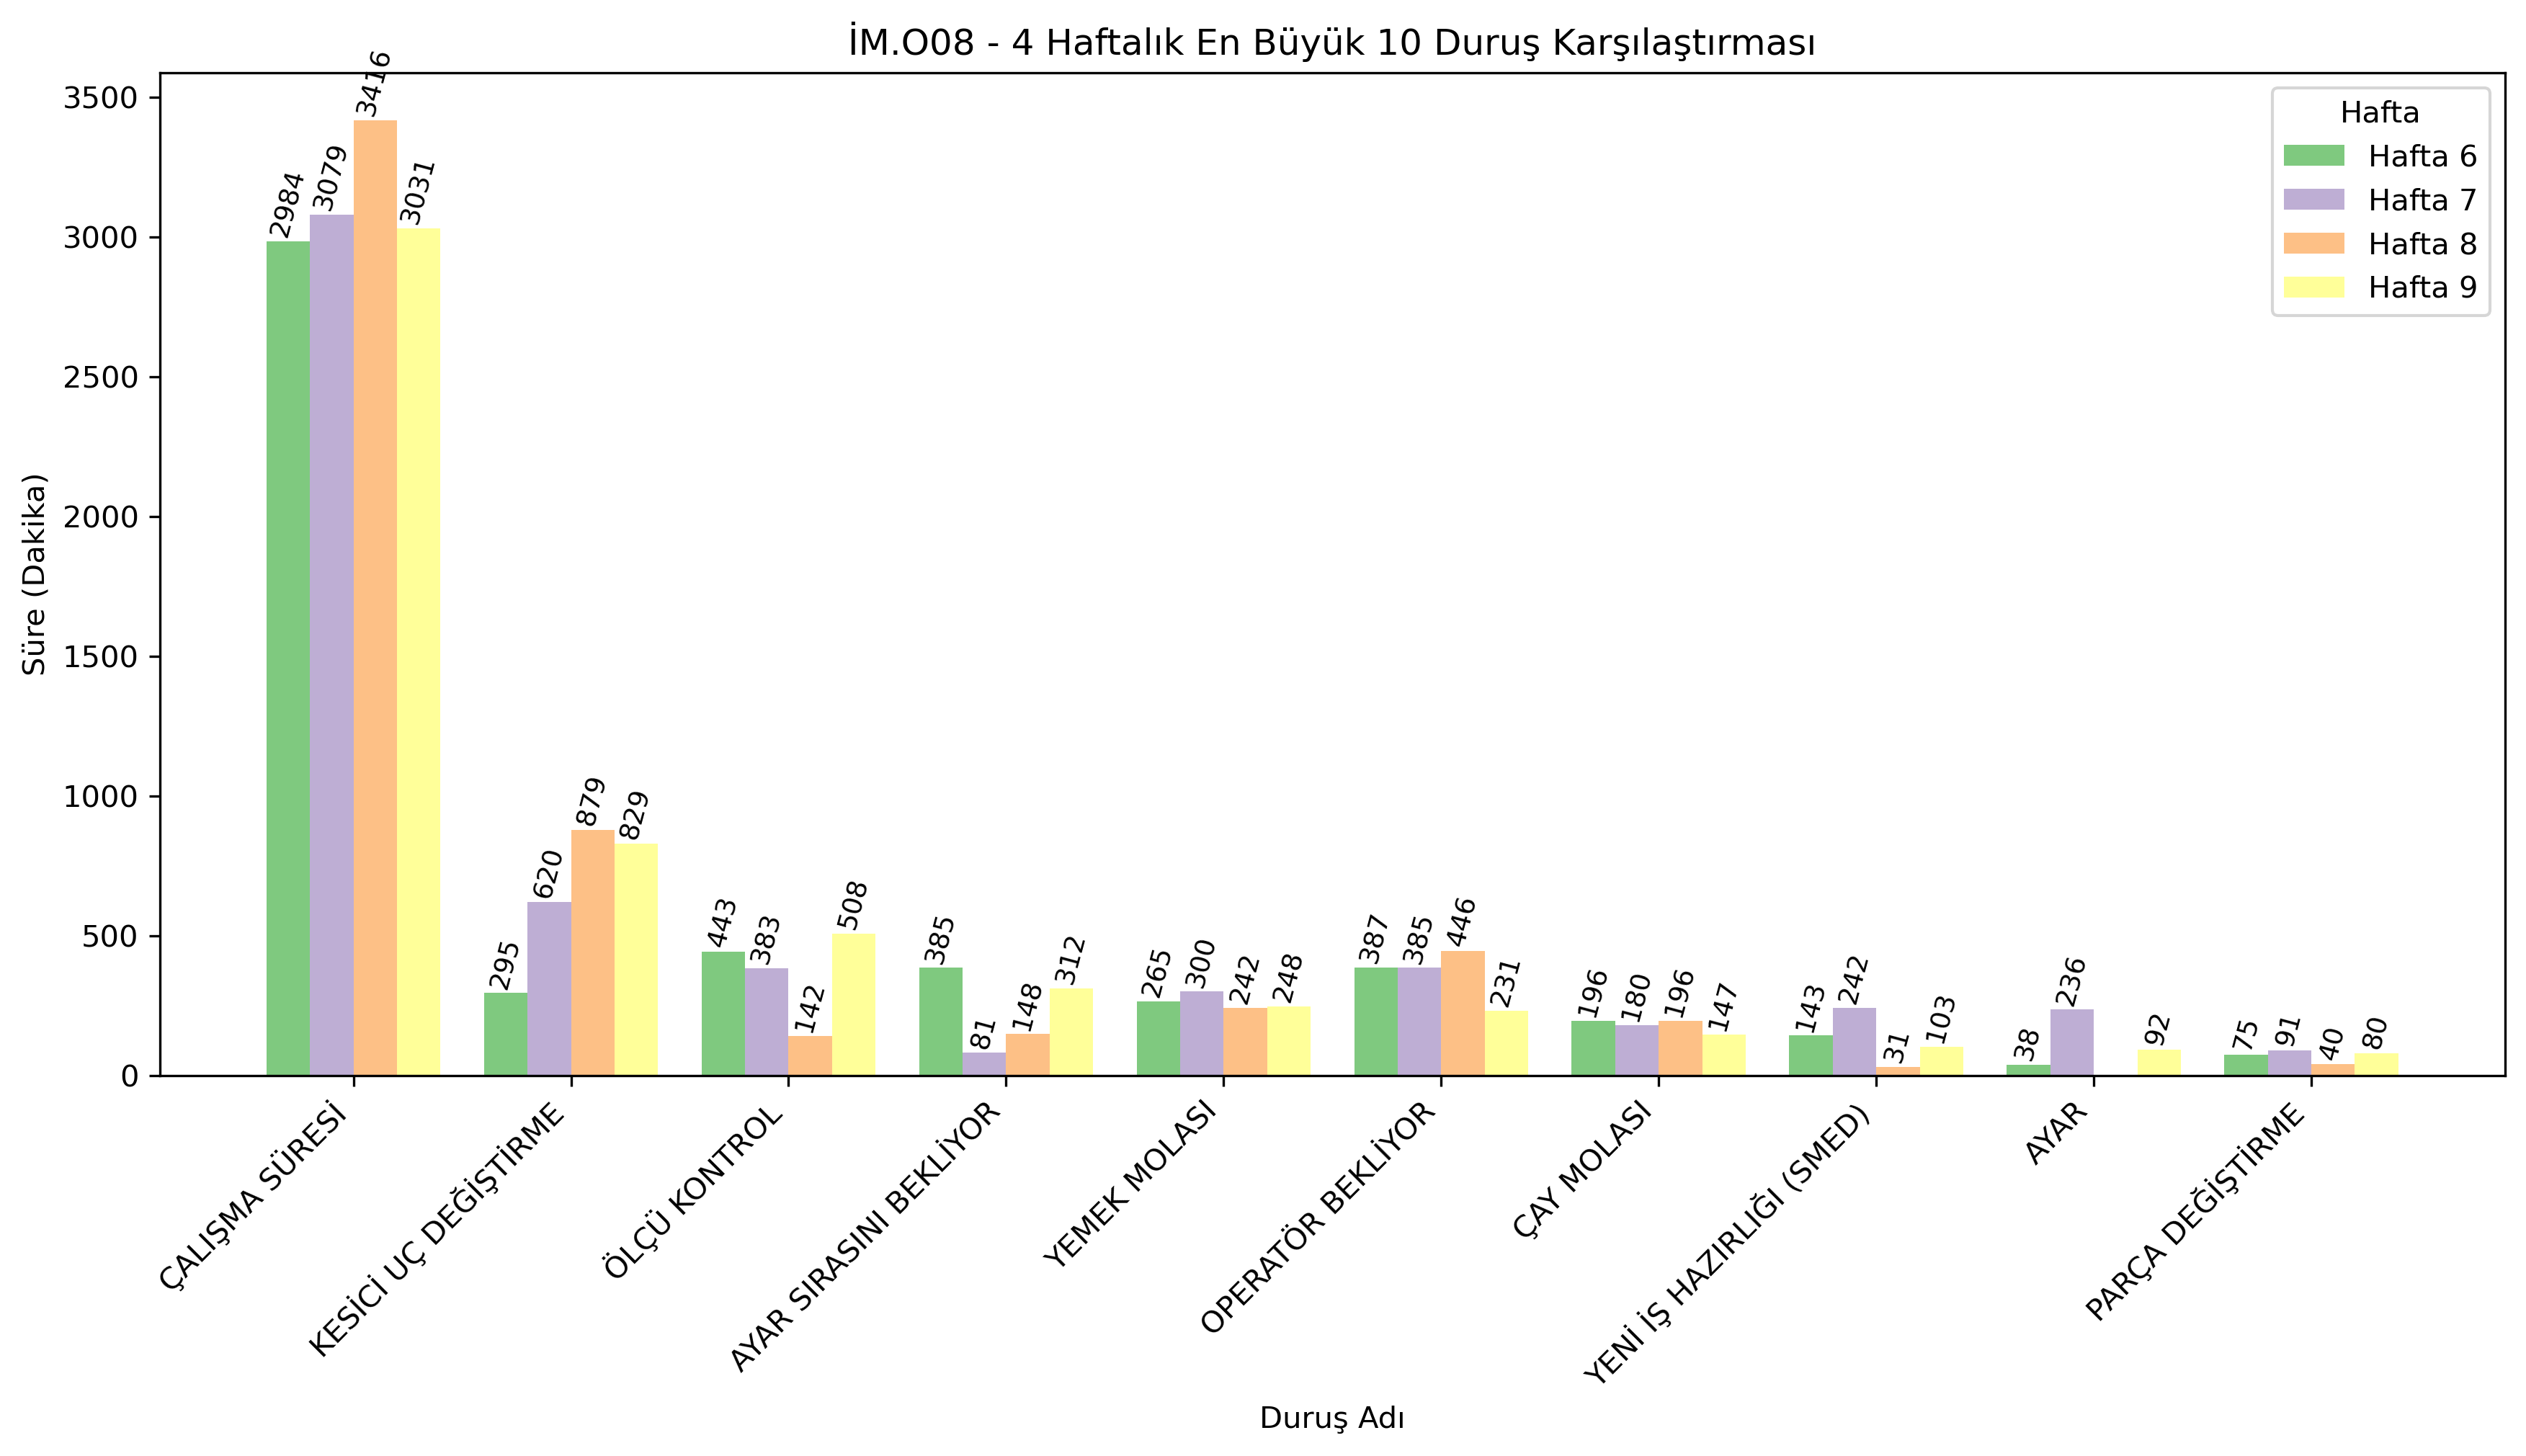 İM.O08 - 4 Haftalık En Büyük 10 Duruş Karşılaştırması
Hafta
Hafta 6
Hafta 7
Hafta 8
Hafta 9
Süre (Dakika)
3500
3000
2500
2000
1500
1000
500
0
2984
3079
3416
3031
295
620
879
829
443
383
142
508
385
81
148
312
265
300
242
248
387
385
446
231
196
180
196
147
143
242
31
103
38
236
92
75
91
40
80
ÇALIŞMA SÜRESİ
KESİCİ UÇ DEĞİŞTİRME
ÖLÇÜ KONTROL
AYAR SIRASINI BEKLİYOR
YEMEK MOLASI
OPERATÖR BEKLİYOR
ÇAY MOLASI
YENİ İŞ HAZIRLIĞI (SMED)
AYAR
PARÇA DEĞİŞTİRME
Duruş Adı